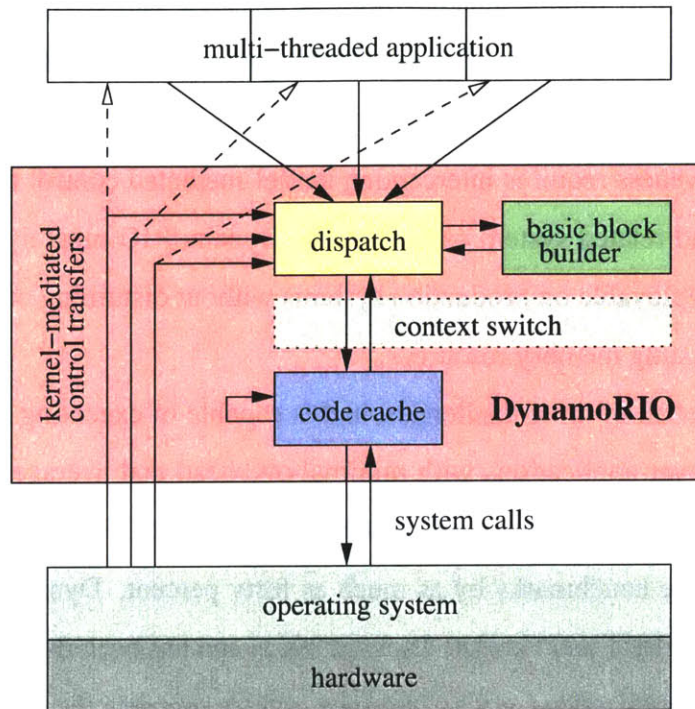 multi-threaded application
dispatch
basic block
builder
kernel-mediated
control transfers
context switch
code cache
DynamoRIO
system calls
operating system
hardware